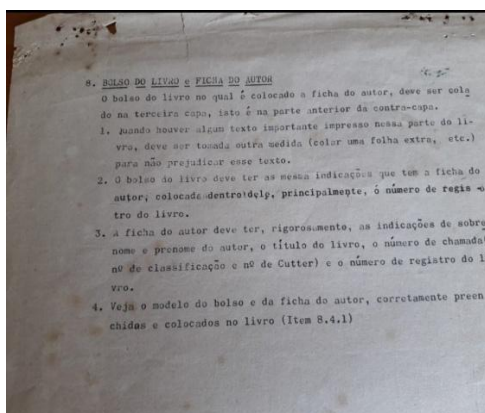 8. BOLSO DO LIVRO e FICHA DO AUTOR
O bolso do livro no qual é colocado a ficha do autor, deve ser cola
do na terceira capa, isto é na parte anterior da contra-capa.
1. Quando houver algum texto importante impresso nessa parte do li-
vro, deve ser tomada outra medida (colar uma folha extra, etc.)
para não prejudicar esse texto.
2. O bolso do livro deve ter as mesma indicações que tem a ficha do
autor, colocada dentro dele, principalmente, o número de regis
tro do livro.
3. A ficha do autor deve ter, rigorosamente, as indicações de sobre
nome e prenome do autor, o título do livro, o número de chamada
nº de classificação e nº de Cutter) e o número de registro do l
vro.
4. Veja o modelo do bolso e da ficha do autor, corretamente preen
chidas e colocados no livro (Item 8.4.1)